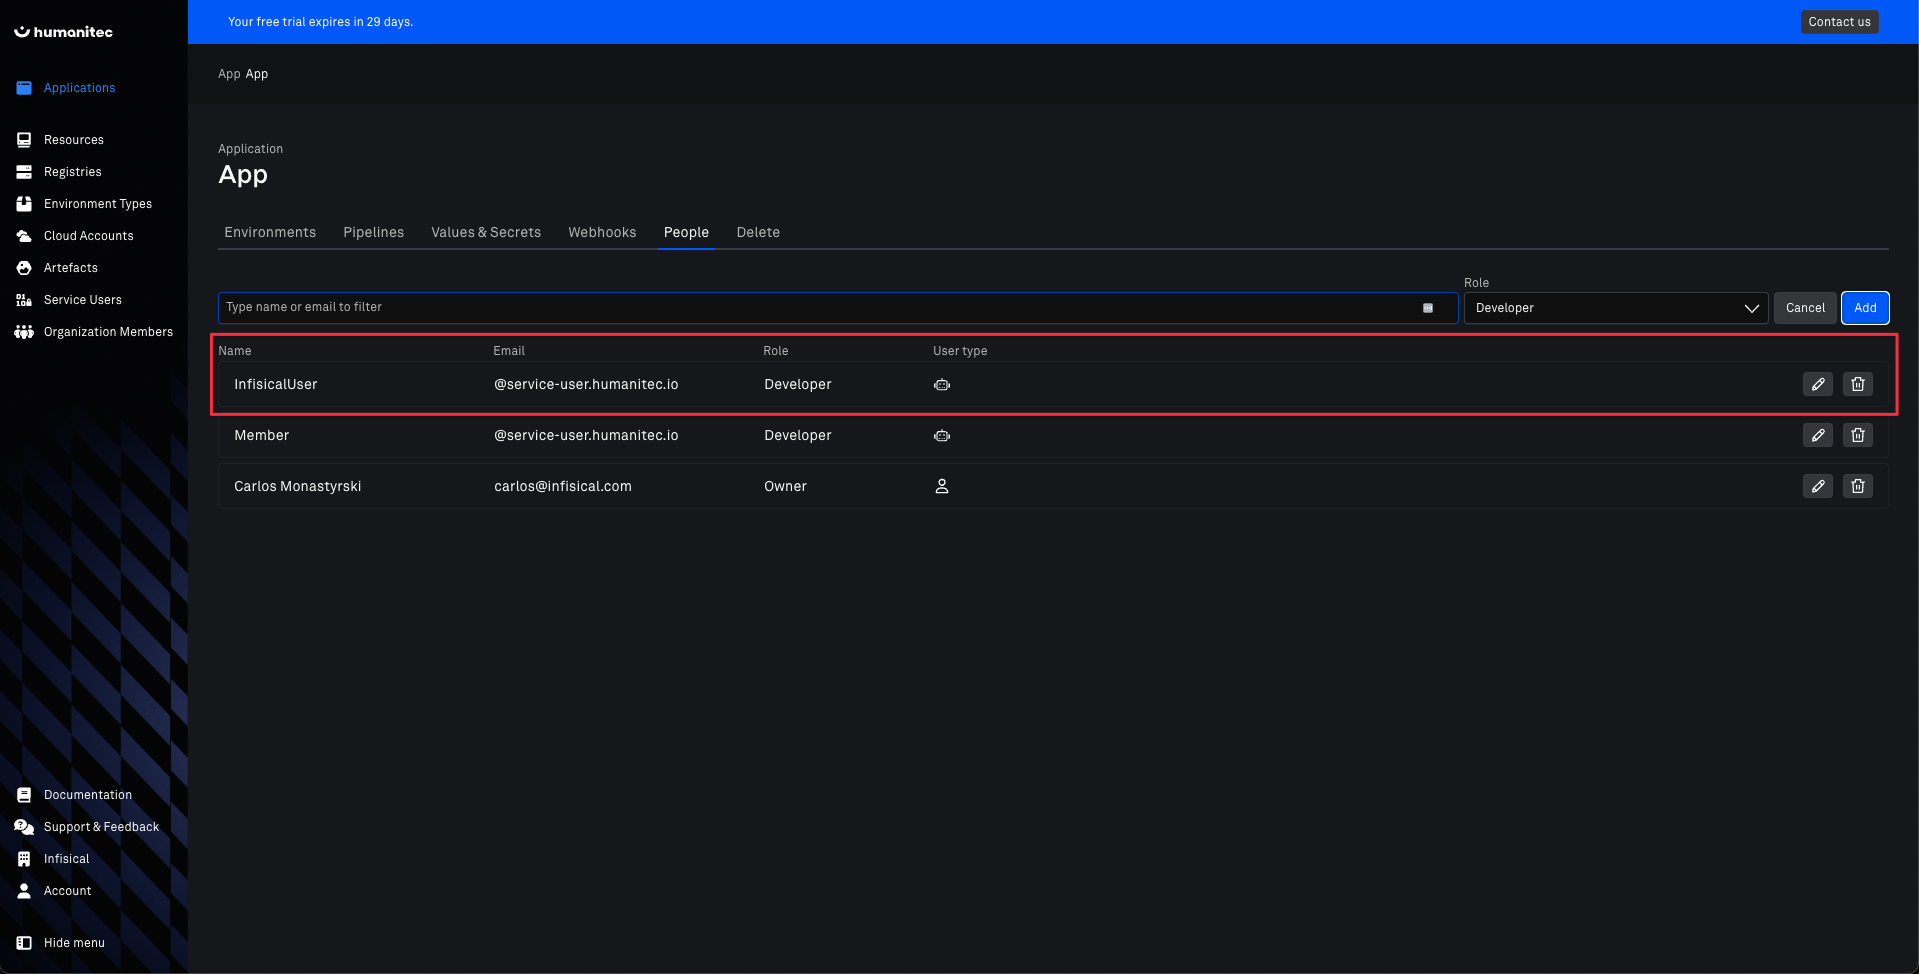 humanitec
Your free trial expires in 29 days.
Contact us
Applications
Resources
Registries
Environment Types
Cloud Accounts
Artefacts
Service Users
Organization Members
App App
Application
App
Environments Pipelines Values & Secrets Webhooks People Delete
Role
Type name or email to filter
Developer
Cancel
Add
Name Email Role User type
InfisicalUser @service-user.humanitec.io Developer
Member @service-user.humanitec.io Developer
Carlos Monastyrski carlos@infisical.com Owner
Documentation
Support & Feedback
Infisical
Account
Hide menu